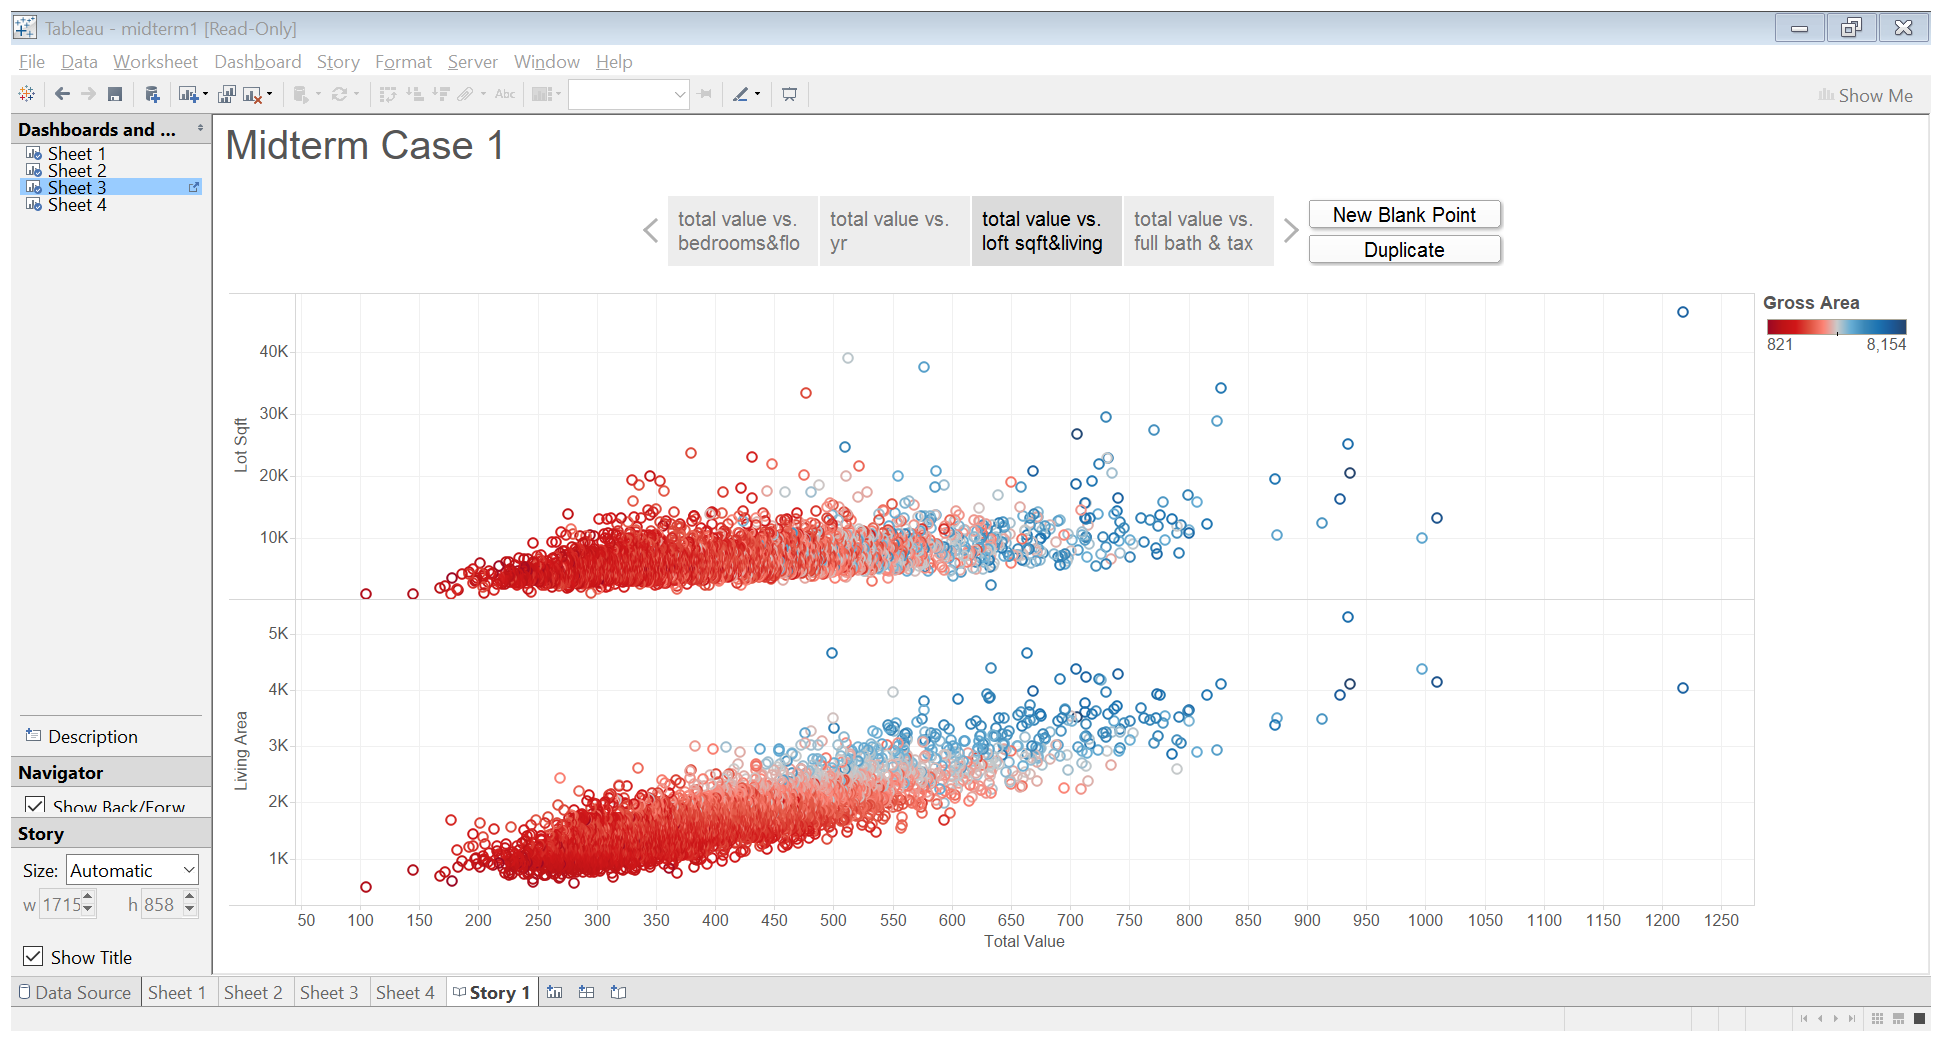 Tableau - midterm1 [Read-Only]
File Data Worksheet Dashboard Story Format Server Window Help
Abc
Show Me
Dashboards and ...
Sheet 1
Sheet 2
Sheet 3
Sheet 4
Description
Navigator
Show Back/Forw
Story
Size: Automatic
w 1715 h 858
Show Title
Midterm Case 1
total value vs.
bedrooms&flo
total value vs.
yr
total value vs.
loft sqft&living
total value vs.
full bath & tax
New Blank Point
Duplicate
Gross Area
821 8,154
Lot Sqft
40K
30K
20K
10K
Living Area
5K
4K
3K
2K
1K
50 100 150 200 250 300 350 400 450 500 550 600 650 700 750 800 850 900 950 1000 1050 1100 1150 1200 1250
Total Value
Data Source Sheet 1 Sheet 2 Sheet 3 Sheet 4 Story 1